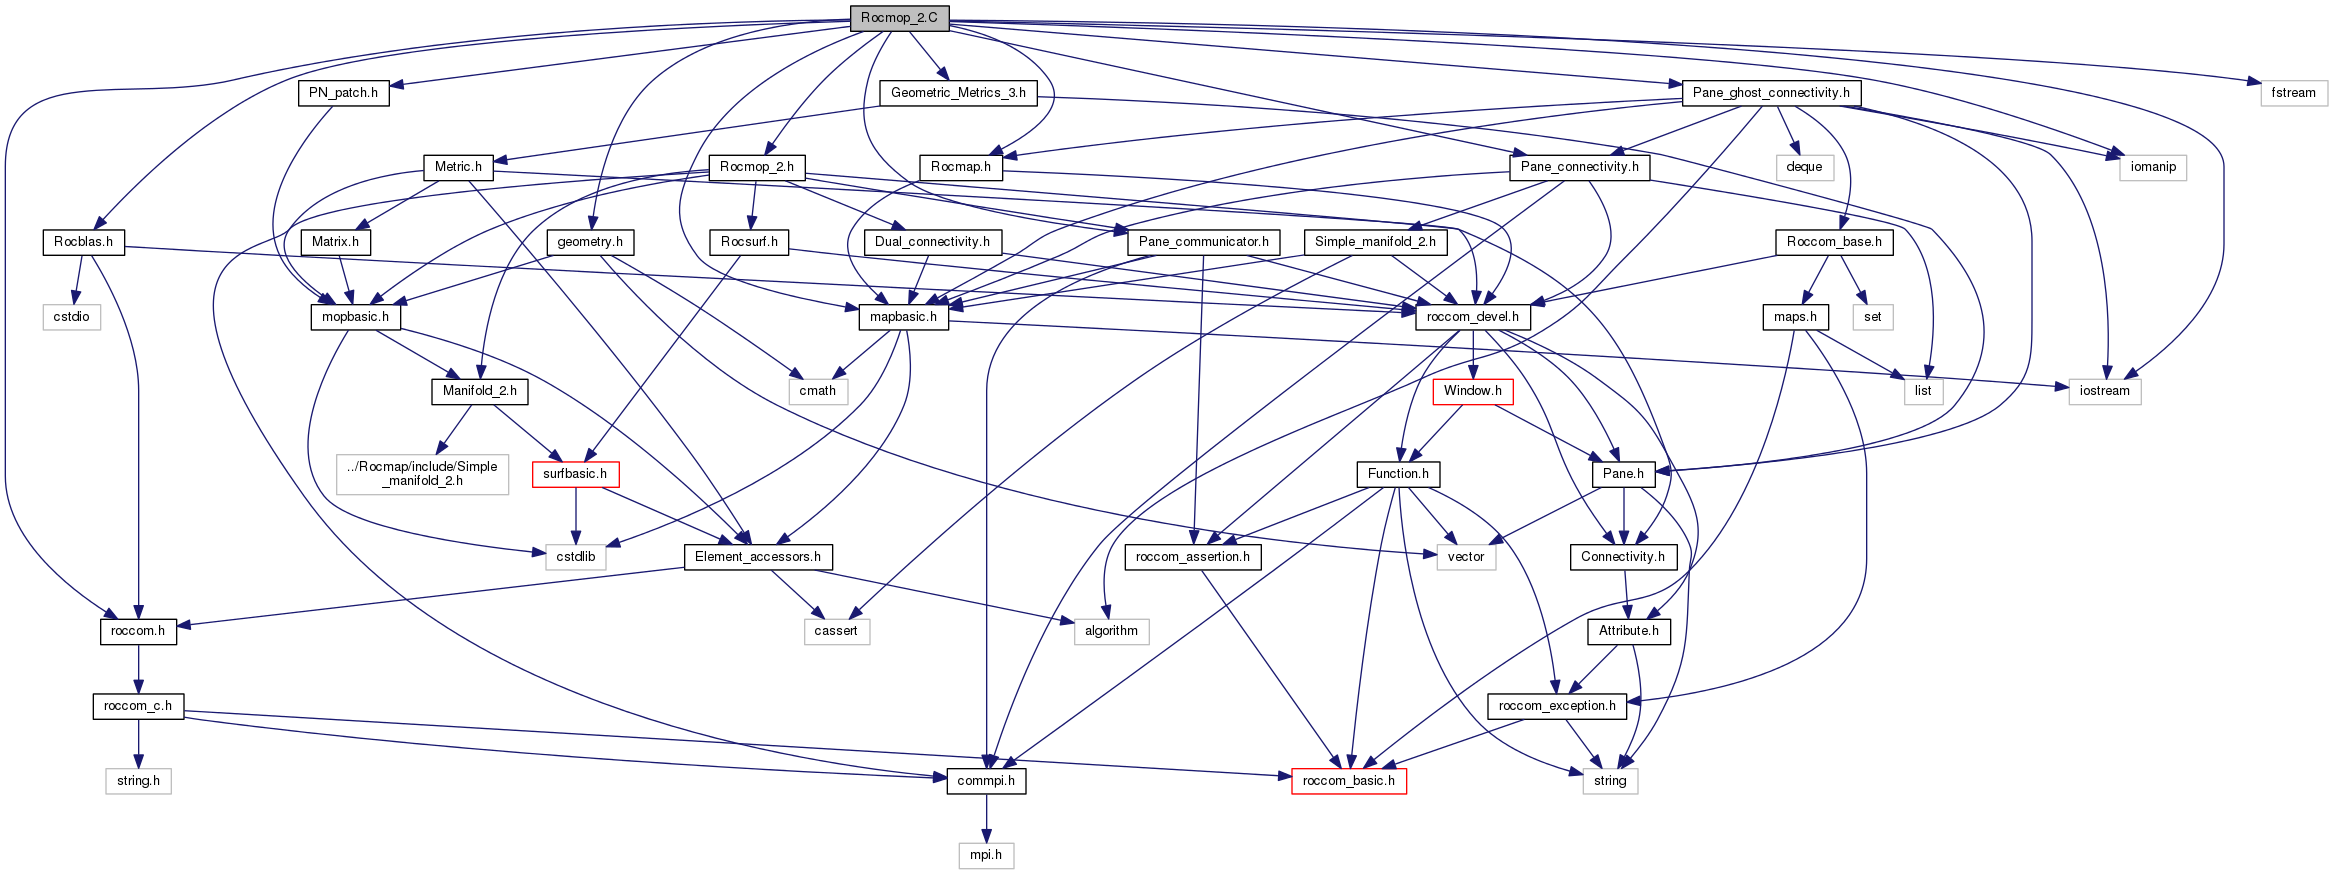 Rocmop_2.C
PN_patch.h
Geometric_Metrics_3.h
Pane_ghost_connectivity.h
fstream
Metric.h
Rocmop_2.h
Rocmap.h
Pane_connectivity.h
deque
iomanip
Rocblas.h
Matrix.h
geometry.h
Rocsurf.h
Dual_connectivity.h
Pane_communicator.h
Simple_manifold_2.h
Roccom_base.h
cstdio
mopbasic.h
mapbasic.h
roccom_devel.h
maps.h
set
Manifold_2.h
cmath
Window.h
list
iostream
../Rocmap/include/Simple
_manifold_2.h
surfbasic.h
Function.h
Pane.h
cstdlib
Element_accessors.h
roccom_assertion.h
vector
Connectivity.h
roccom.h
cassert
algorithm
Attribute.h
roccom_c.h
roccom_exception.h
string.h
commpi.h
roccom_basic.h
string
mpi.h